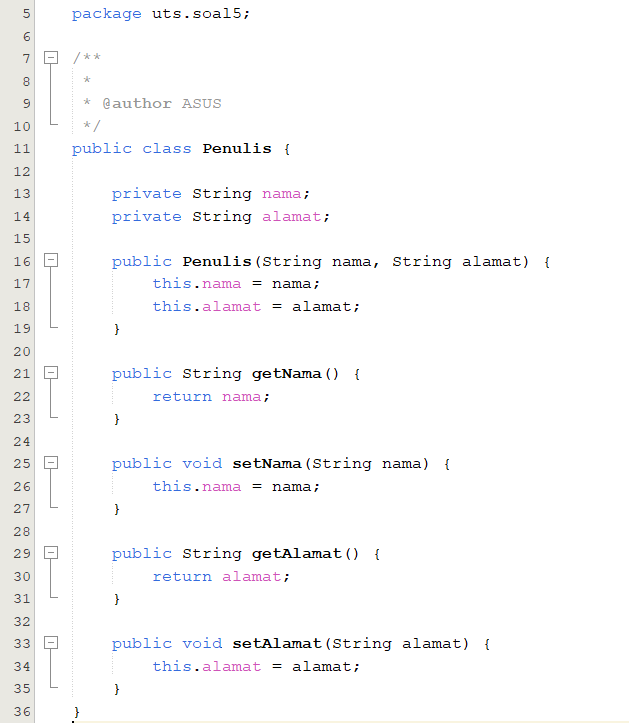 5 package uts.soal5;
6
7 /**
8  *
9  * @author ASUS
10  */
11 public class Penulis {
12
13     private String nama;
14     private String alamat;
15
16     public Penulis(String nama, String alamat) {
17         this.nama = nama;
18         this.alamat = alamat;
19     }
20
21     public String getNama() {
22         return nama;
23     }
24
25     public void setNama(String nama) {
26         this.nama = nama;
27     }
28
29     public String getAlamat() {
30         return alamat;
31     }
32
33     public void setAlamat(String alamat) {
34         this.alamat = alamat;
35     }
36 }